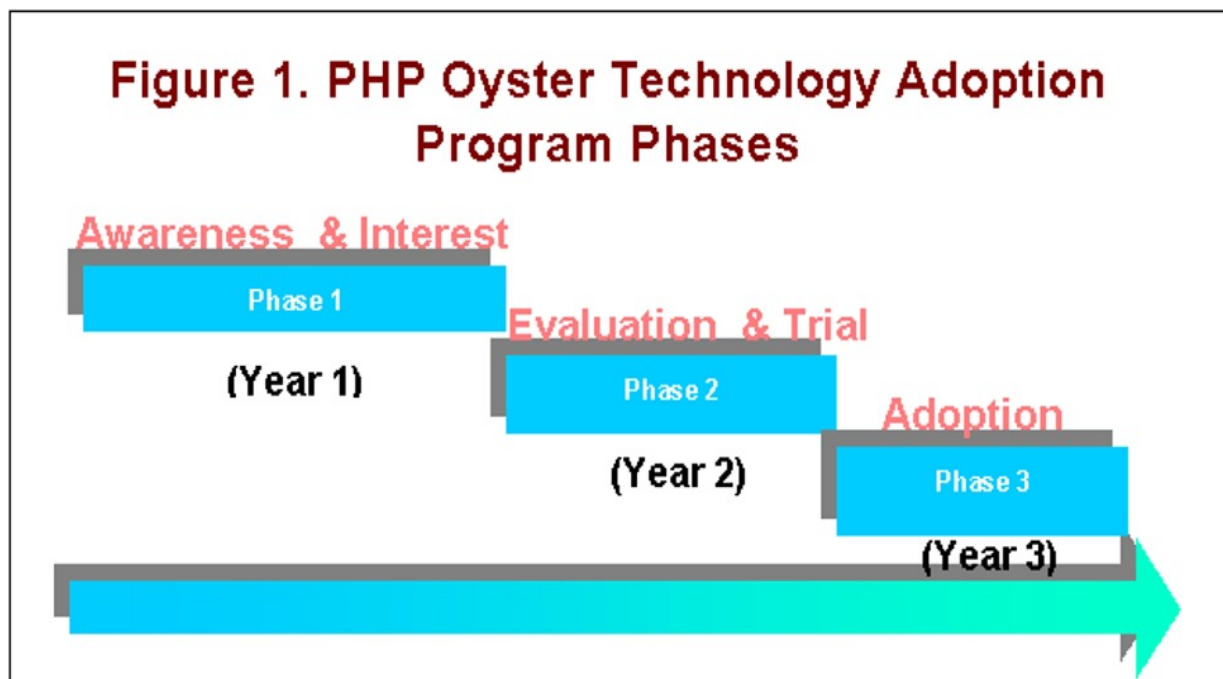 Figure 1. PHP Oyster Technology Adoption
Program Phases
Awareness & Interest
Phase 1
(Year 1)
Evaluation & Trial
Phase 2
(Year 2)
Adoption
Phase 3
(Year 3)